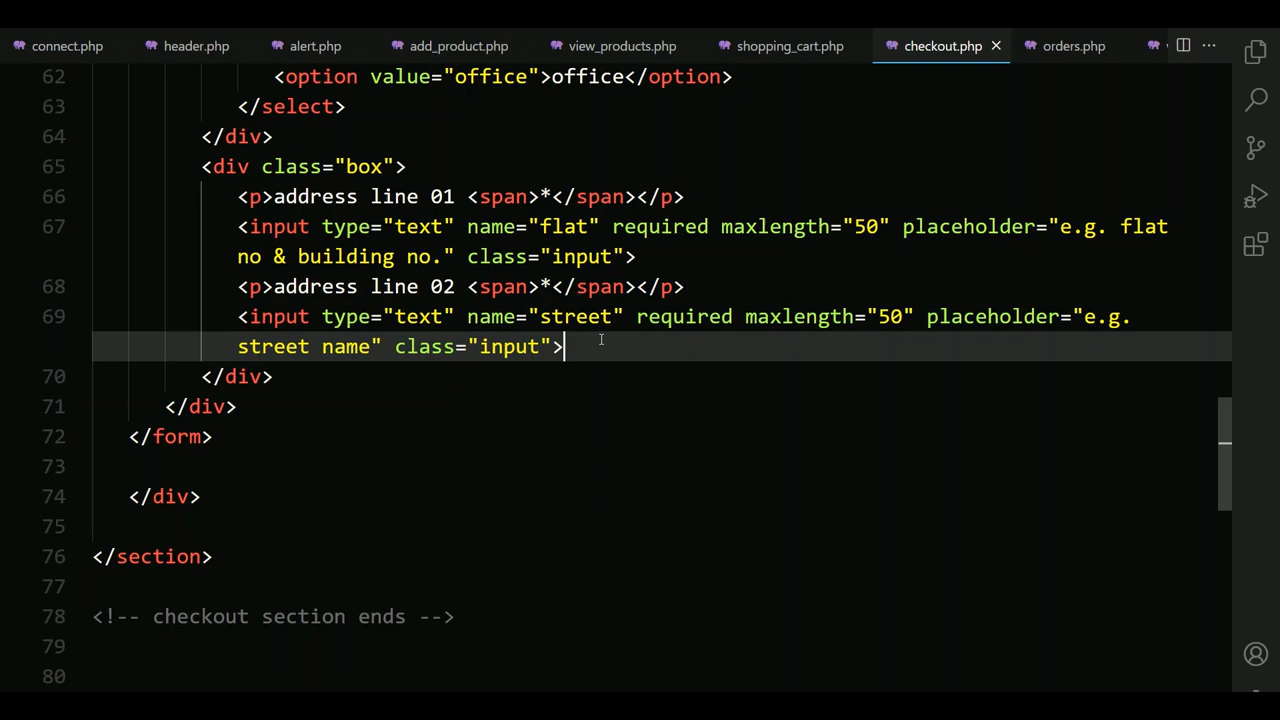 connect.php header.php alert.php add_product.php view_products.php shopping_cart.php checkout.php orders.php
62 <option value="office">office</option>
63 </select>
64 </div>
65 <div class="box">
66 <p>address line 01 <span>*</span></p>
67 <input type="text" name="flat" required maxlength="50" placeholder="e.g. flat
no & building no." class="input">
68 <p>address line 02 <span>*</span></p>
69 <input type="text" name="street" required maxlength="50" placeholder="e.g.
street name" class="input">
70 </div>
71 </div>
72 </form>
73
74 </div>
75
76 </section>
77
78 <!-- checkout section ends -->
79
80